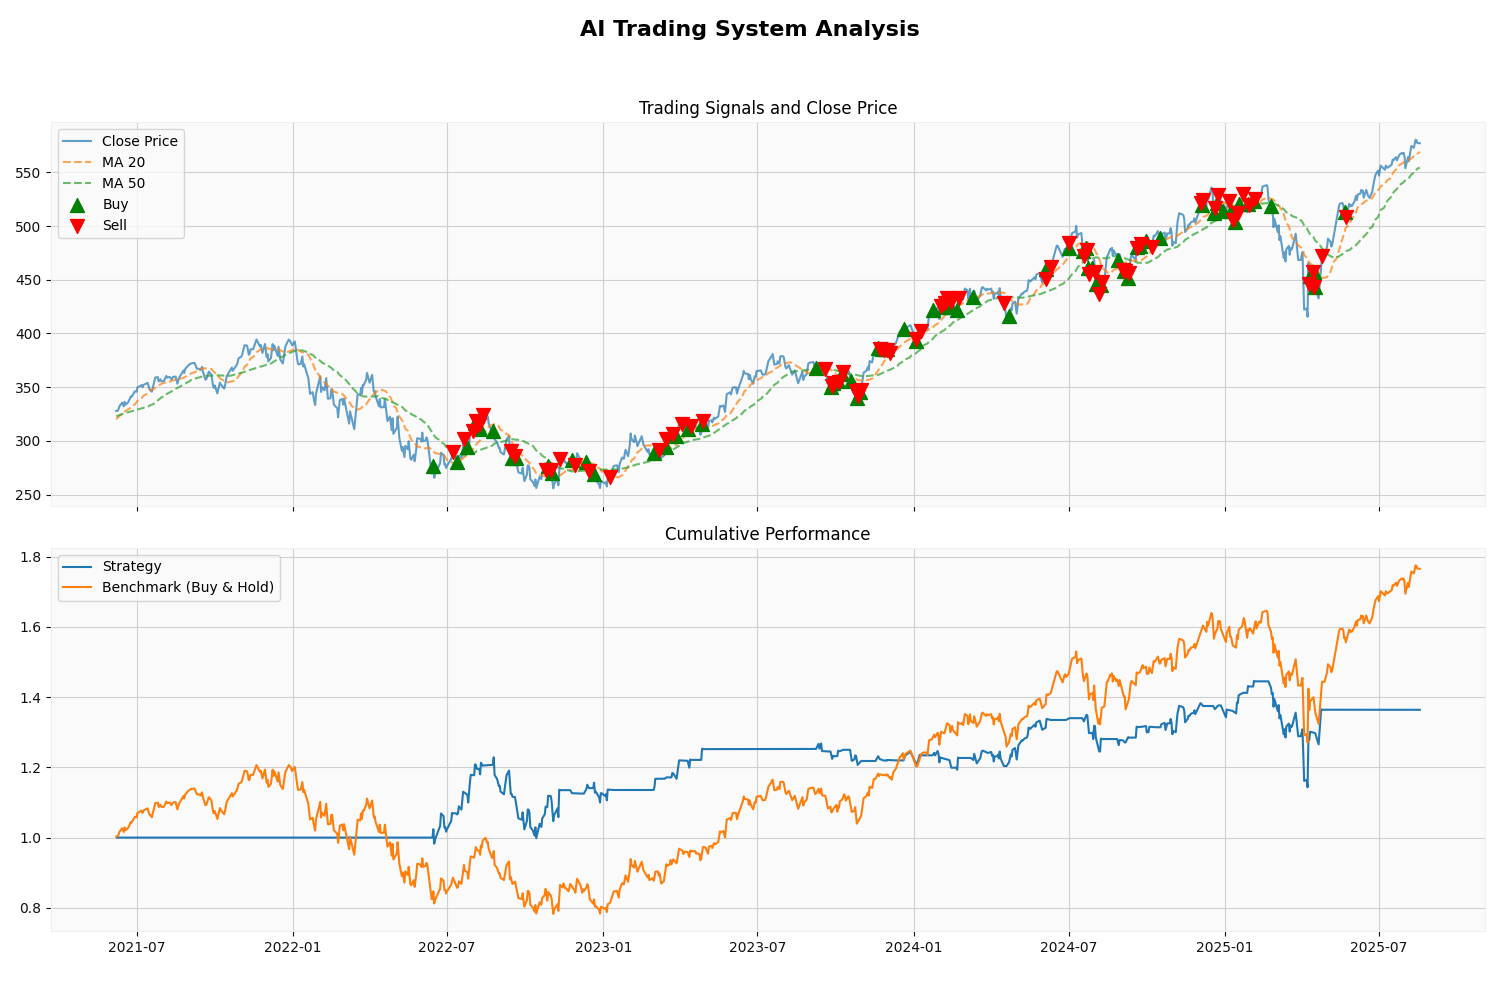 AI Trading System Analysis
Trading Signals and Close Price
Close Price
MA 20
MA 50
Buy
Sell
550
500
450
400
350
300
250
Cumulative Performance
Strategy
Benchmark (Buy & Hold)
1.8
1.6
1.4
1.2
1.0
0.8
2021-07 2022-01 2022-07 2023-01 2023-07 2024-01 2024-07 2025-01 2025-07